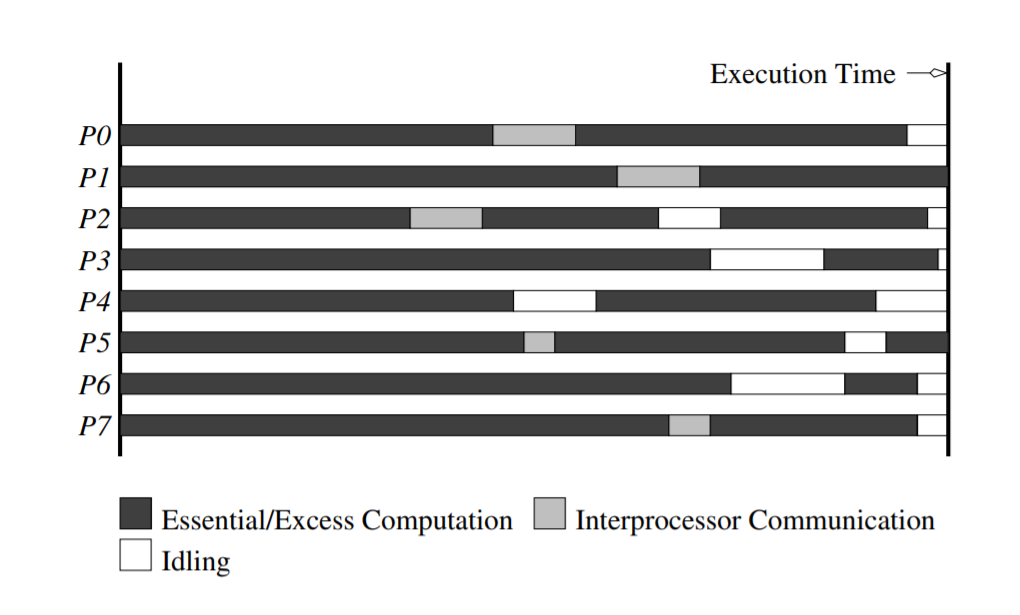 Execution Time
P0
P1
P2
P3
P4
P5
P6
P7
Essential/Excess Computation Interprocessor Communication
Idling